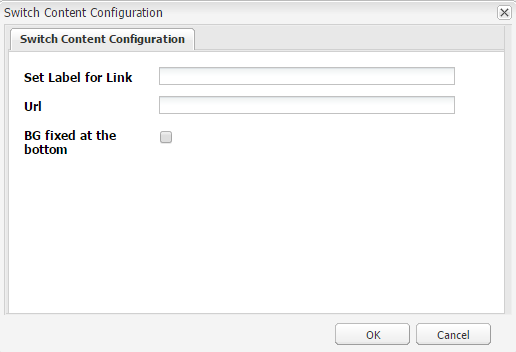 Switch Content Configuration
Switch Content Configuration
Set Label for Link
Url
BG fixed at the
bottom
OK
Cancel